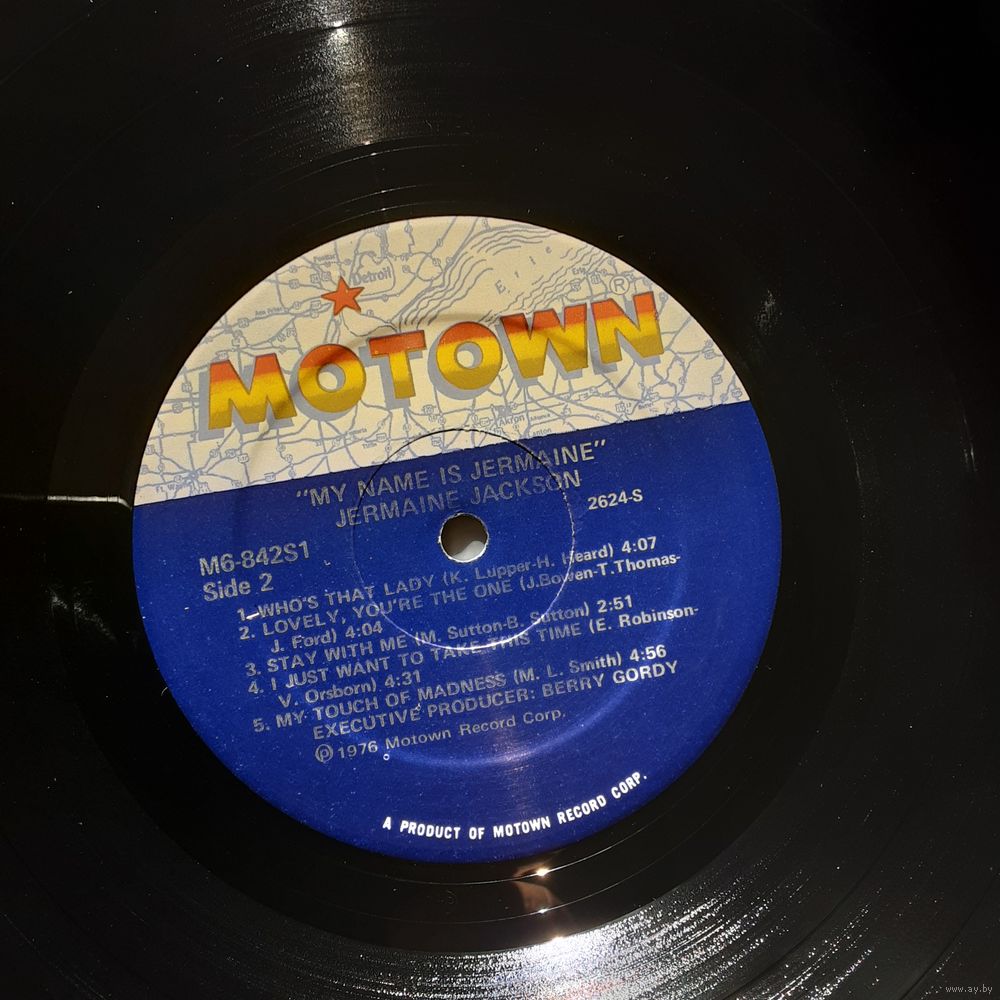 Detroit
Erie
MOTOWN®
Akron
Canton
Ft. Wayne
"MY NAME IS JERMAINE"
JERMAINE JACKSON
2624-S
M6-842S1
Side 2
1. WHO'S THAT LADY (K. Lupper-H. Heard) 4:07
2. LOVELY, YOU'RE THE ONE (J.Bowen-T.Thomas-
J. Ford) 4:04
3. STAY WITH ME (M. Sutton-B. Sutton) 2:51
4. I JUST WANT TO TAKE THIS TIME (E. Robinson-
V. Orsborn) 4:31
5. MY TOUCH OF MADNESS (M. L. Smith) 4:56
EXECUTIVE PRODUCER: BERRY GORDY
℗ 1976 Motown Record Corp.
A PRODUCT OF MOTOWN RECORD CORP.
www.ay.by